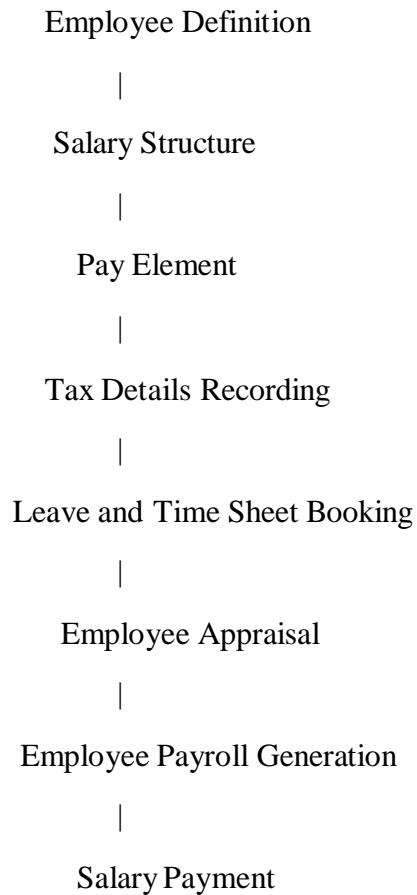 Employee Definition
|
Salary Structure
|
Pay Element
|
Tax Details Recording
|
Leave and Time Sheet Booking
|
Employee Appraisal
|
Employee Payroll Generation
|
Salary Payment